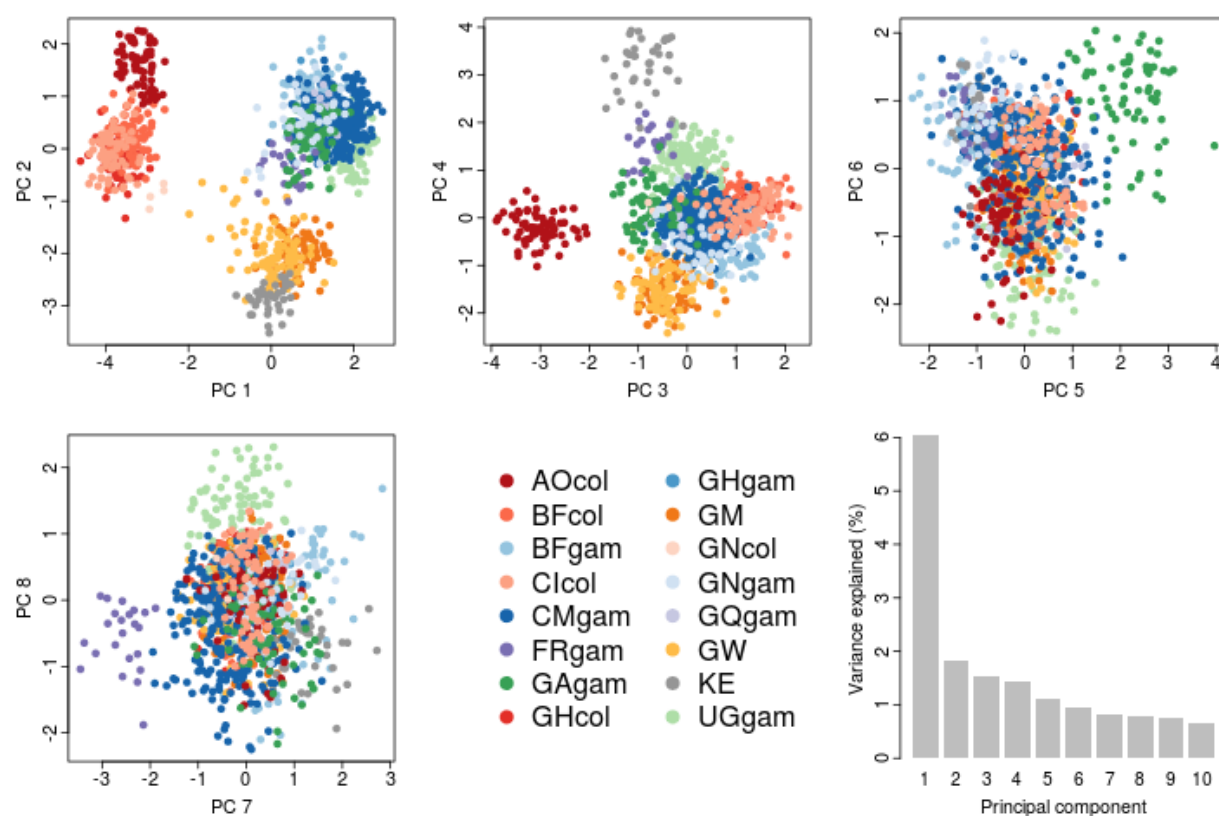 2
1
0
-1
-2
-3
PC 2
-4
-2
0
2
PC 1
4
3
2
1
0
-1
-2
PC 4
-4
-3
-2
-1
0
1
2
PC 3
2
1
0
-1
-2
PC 6
-2
-1
0
1
2
3
4
PC 5
2
1
0
-1
-2
PC 8
-3
-2
-1
0
1
2
3
PC 7
AOcol
BFcol
BFgam
CIcol
CMgam
FRgam
GAgam
GHcol
GHgam
GM
GNcol
GNgam
GQgam
GW
KE
UGgam
6
5
4
3
2
1
0
Variance explained (%)
1 2 3 4 5 6 7 8 9 10
Principal component